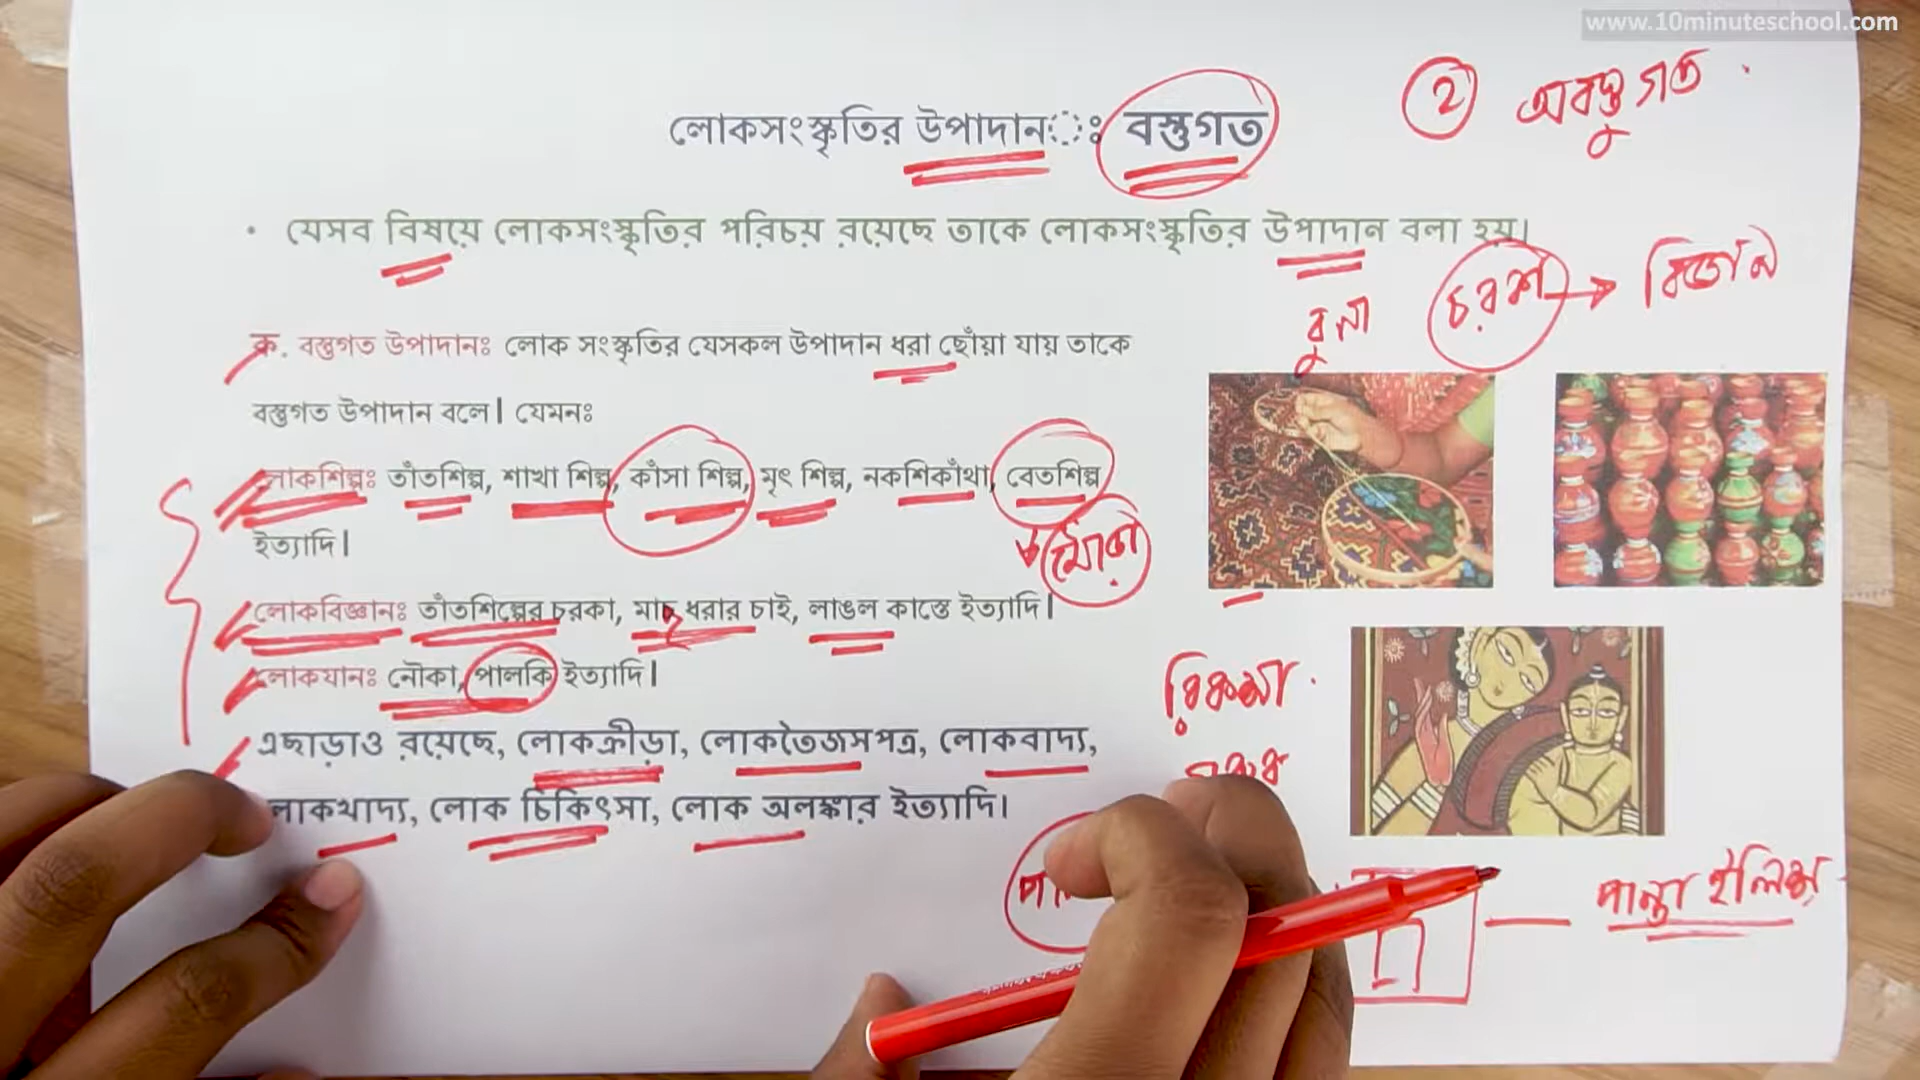 www.10minuteschool.com
লোকসংস্কৃতির উপাদানঃ বস্তুগত
২ অবস্তুগত
• যেসব বিষয়ে লোকসংস্কৃতির পরিচয় রয়েছে তাকে লোকসংস্কৃতির উপাদান বলা হয়।
চরকা → বিজ্ঞান
বুনা
ক. বস্তুগত উপাদানঃ লোক সংস্কৃতির যেসকল উপাদান ধরা ছোঁয়া যায় তাকে
বস্তুগত উপাদান বলে। যেমনঃ
লোকশিল্পঃ তাঁতশিল্প, শাখা শিল্প, কাঁসা শিল্প, মৃৎ শিল্প, নকশিকাঁথা, বেতশিল্প
ইত্যাদি।
মোড়া
লোকবিজ্ঞানঃ তাঁতশিল্পের চরকা, মাছ ধরার চাই, লাঙল কাস্তে ইত্যাদি।
লোকযানঃ নৌকা, পালকি ইত্যাদি।
রিকশা
এছাড়াও রয়েছে, লোকক্রীড়া, লোকতৈজসপত্র, লোকবাদ্য,
লোকখাদ্য, লোক চিকিৎসা, লোক অলঙ্কার ইত্যাদি।
পান্তা ইলিশ